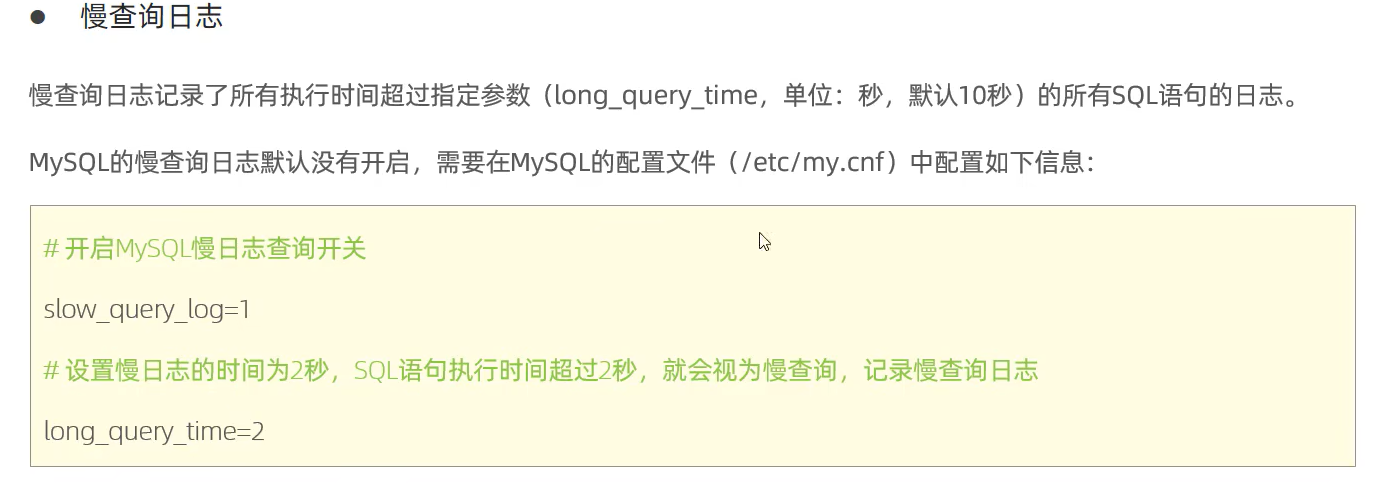 ● 慢查询日志
慢查询日志记录了所有执行时间超过指定参数（long_query_time，单位：秒，默认10秒）的所有SQL语句的日志。
MySQL的慢查询日志默认没有开启，需要在MySQL的配置文件（/etc/my.cnf）中配置如下信息：
# 开启MySQL慢日志查询开关
slow_query_log=1
# 设置慢日志的时间为2秒，SQL语句执行时间超过2秒，就会视为慢查询，记录慢查询日志
long_query_time=2